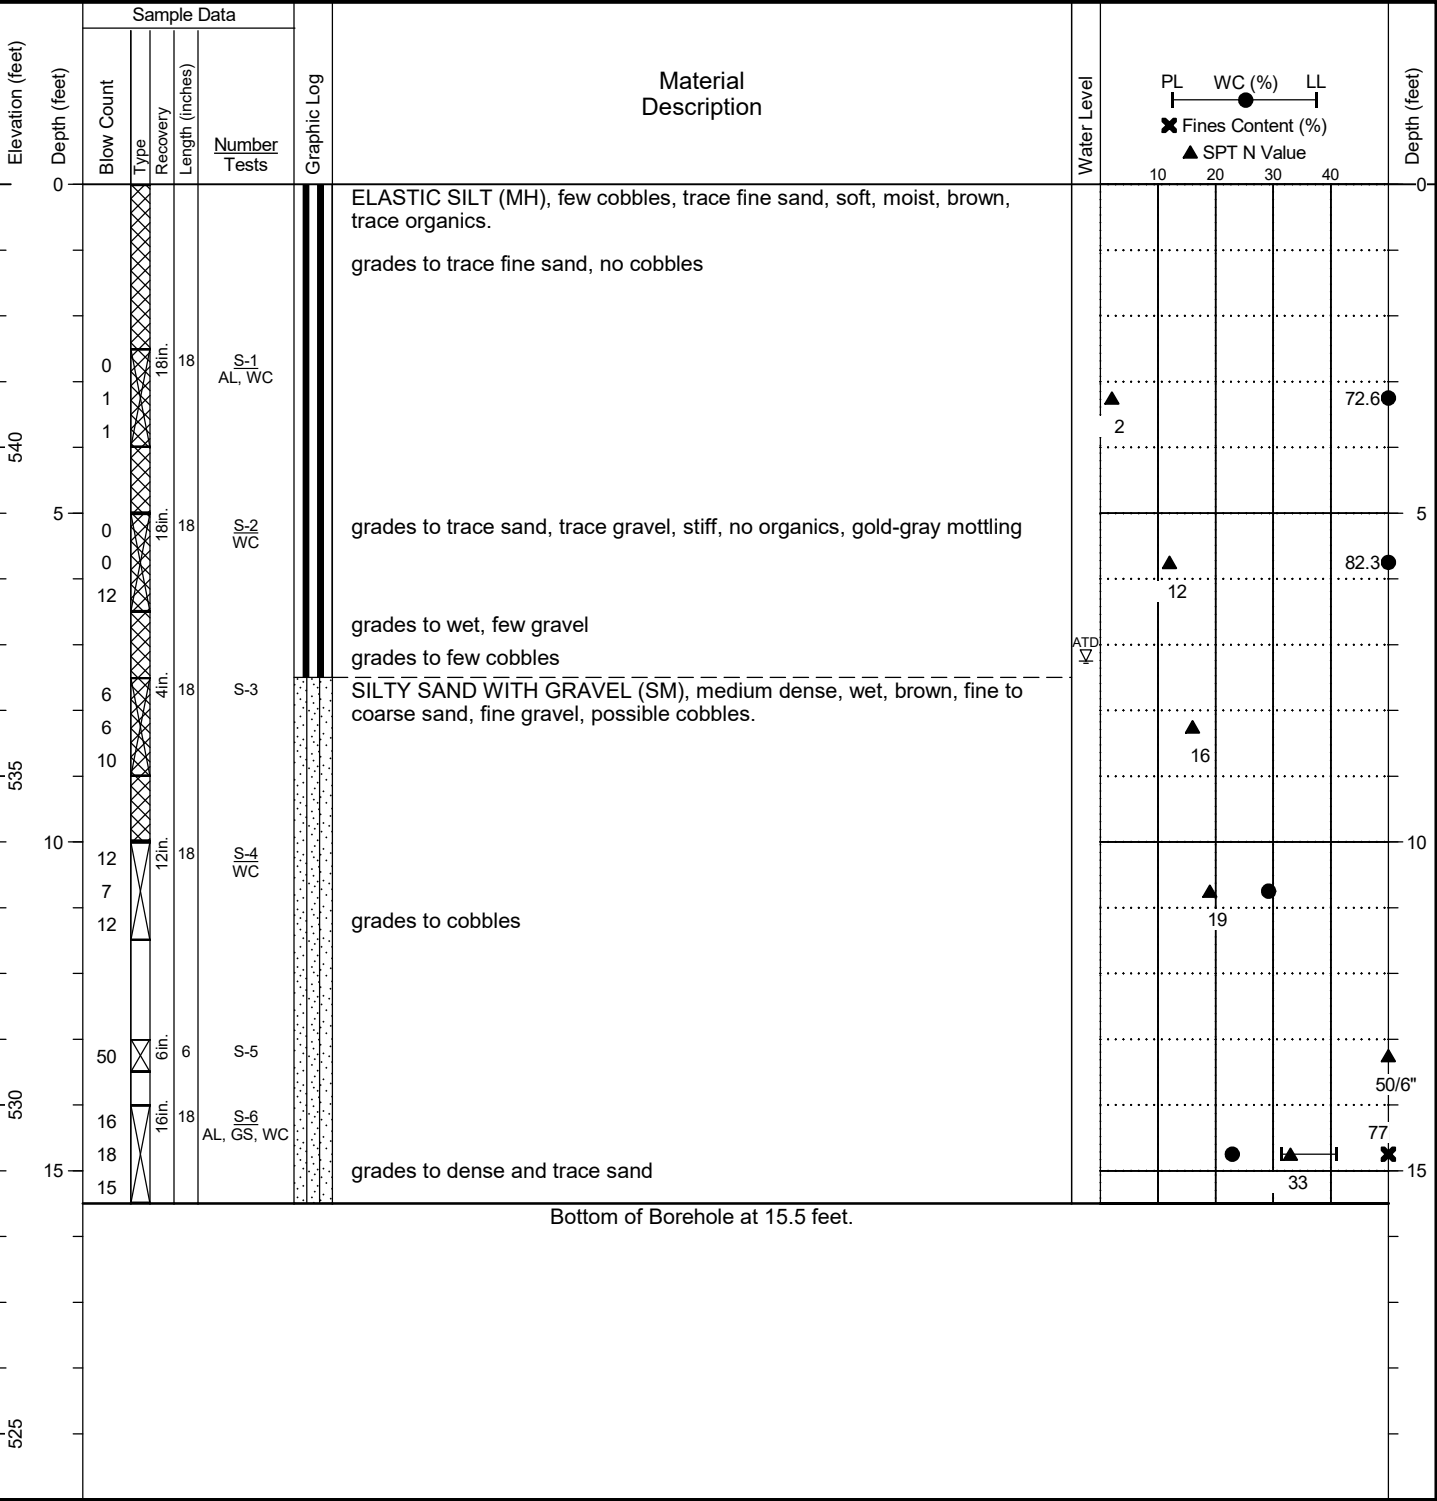 Sample Data
Elevation (feet)
Depth (feet)
Blow Count
Type
Recovery
Length (inches)
Number
Tests
Graphic Log
Material
Description
Water Level
PL WC (%) LL
Fines Content (%)
SPT N Value
10 20 30 40
Depth (feet)
0
ELASTIC SILT (MH), few cobbles, trace fine sand, soft, moist, brown,
trace organics.
0
grades to trace fine sand, no cobbles
0
1
1
18in.
18
S-1
AL, WC
72.6
2
540
5
0
0
12
18in.
18
S-2
WC
grades to trace sand, trace gravel, stiff, no organics, gold-gray mottling
5
82.3
12
grades to wet, few gravel
ATD
grades to few cobbles
6
6
10
4in.
18
S-3
SILTY SAND WITH GRAVEL (SM), medium dense, wet, brown, fine to
coarse sand, fine gravel, possible cobbles.
16
535
10
12
7
12
12in.
18
S-4
WC
10
19
grades to cobbles
50
6in.
6
S-5
50/6"
530
16
18
15
16in.
18
S-6
AL, GS, WC
77
15
grades to dense and trace sand
15
33
Bottom of Borehole at 15.5 feet.
525